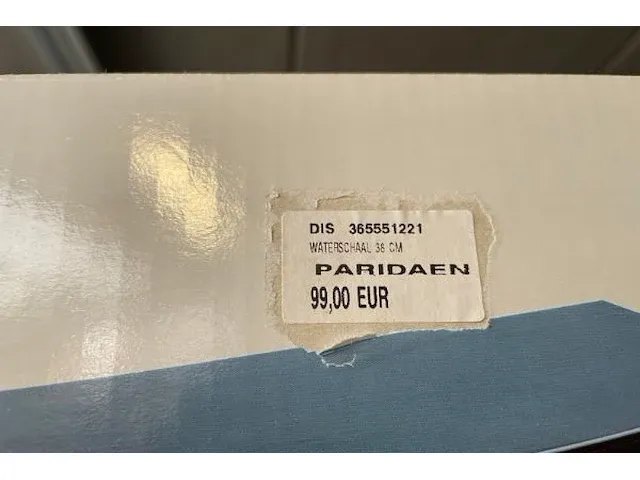 DIS 365551221
WATERSCHAAL 38 CM
PARIDAEN
99,00 EUR